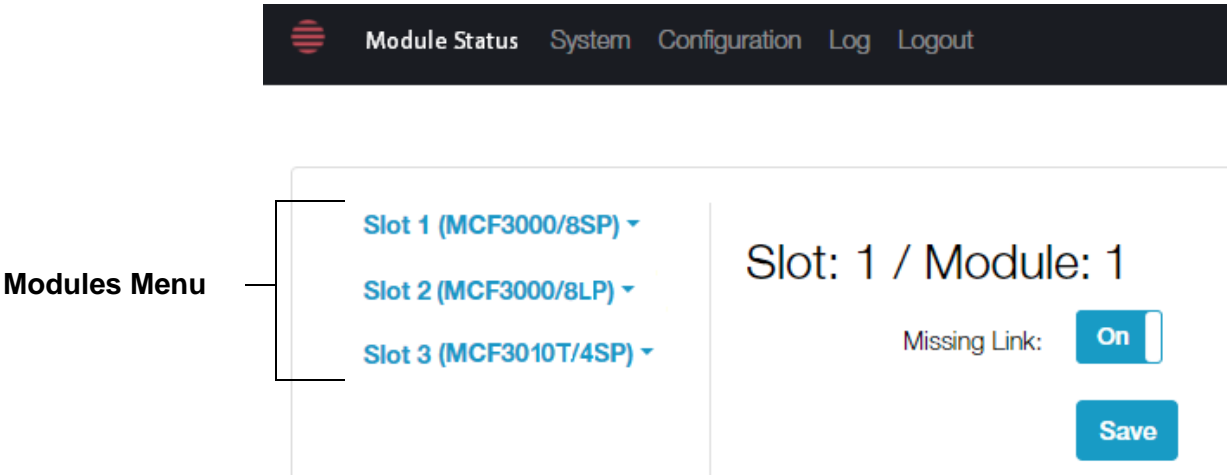 Module Status System Configuration Log Logout
Modules Menu
Slot 1 (MCF3000/8SP)
Slot 2 (MCF3000/8LP)
Slot 3 (MCF3010T/4SP)
Slot: 1 / Module: 1
Missing Link: On
Save